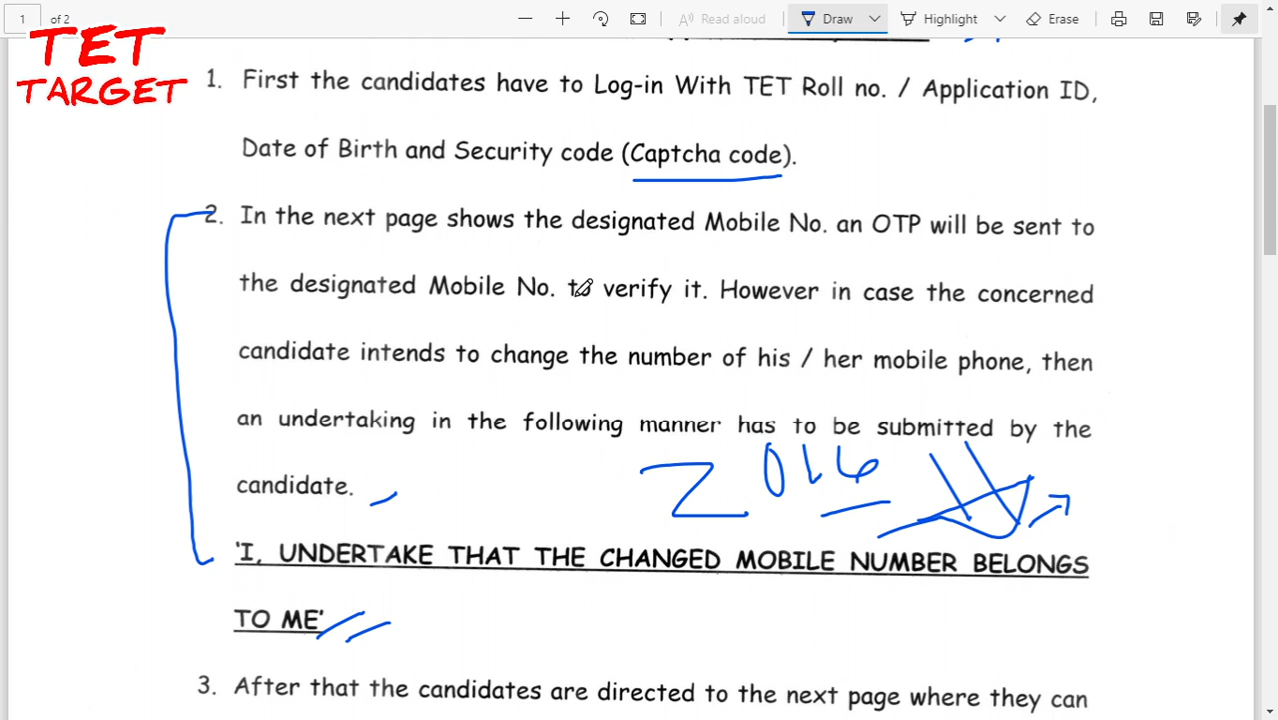 1 of 2 Read aloud Draw Highlight Erase
TET
TARGET
1. First the candidates have to Log-in With TET Roll no. / Application ID,
Date of Birth and Security code (Captcha code).
2. In the next page shows the designated Mobile No. an OTP will be sent to
the designated Mobile No. to verify it. However in case the concerned
candidate intends to change the number of his / her mobile phone, then
an undertaking in the following manner has to be submitted by the
candidate.
'I, UNDERTAKE THAT THE CHANGED MOBILE NUMBER BELONGS
TO ME'
3. After that the candidates are directed to the next page where they can